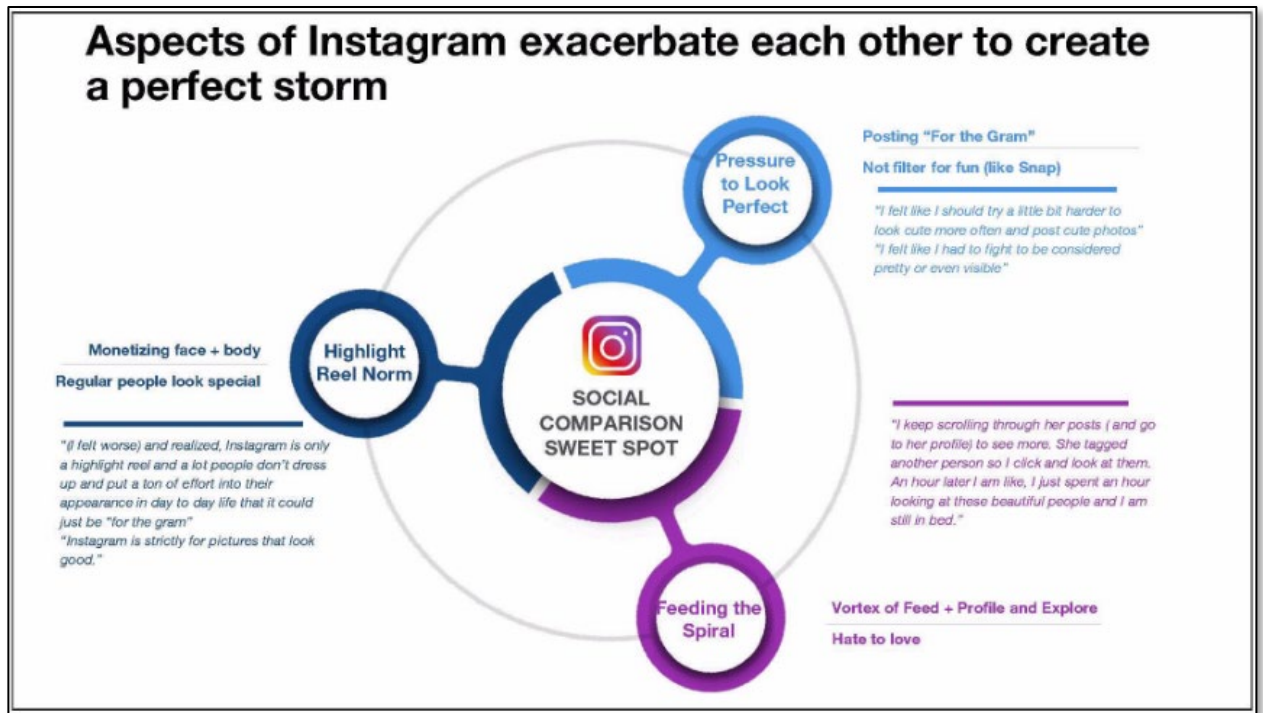 Aspects of Instagram exacerbate each other to create
a perfect storm
Pressure
to Look
Perfect
Posting “For the Gram”
Not filter for fun (like Snap)
"I felt like I should try a little bit harder to
look cute more often and post cute photos"
"I felt like I had to fight to be considered
pretty or even visible"
Highlight
Reel Norm
Monetizing face + body
Regular people look special
"(I felt worse) and realized, Instagram is only
a highlight reel and a lot people don't dress
up and put a ton of effort into their
appearance in day to day life that it could
just be "for the gram"
"Instagram is strictly for pictures that look
good."
SOCIAL
COMPARISON
SWEET SPOT
"I keep scrolling through her posts ( and go
to her profile) to see more. She tagged
another person so I click and look at them.
An hour later I am like, I just spent an hour
looking at these beautiful people and I am
still in bed."
Feeding the
Spiral
Vortex of Feed + Profile and Explore
Hate to love